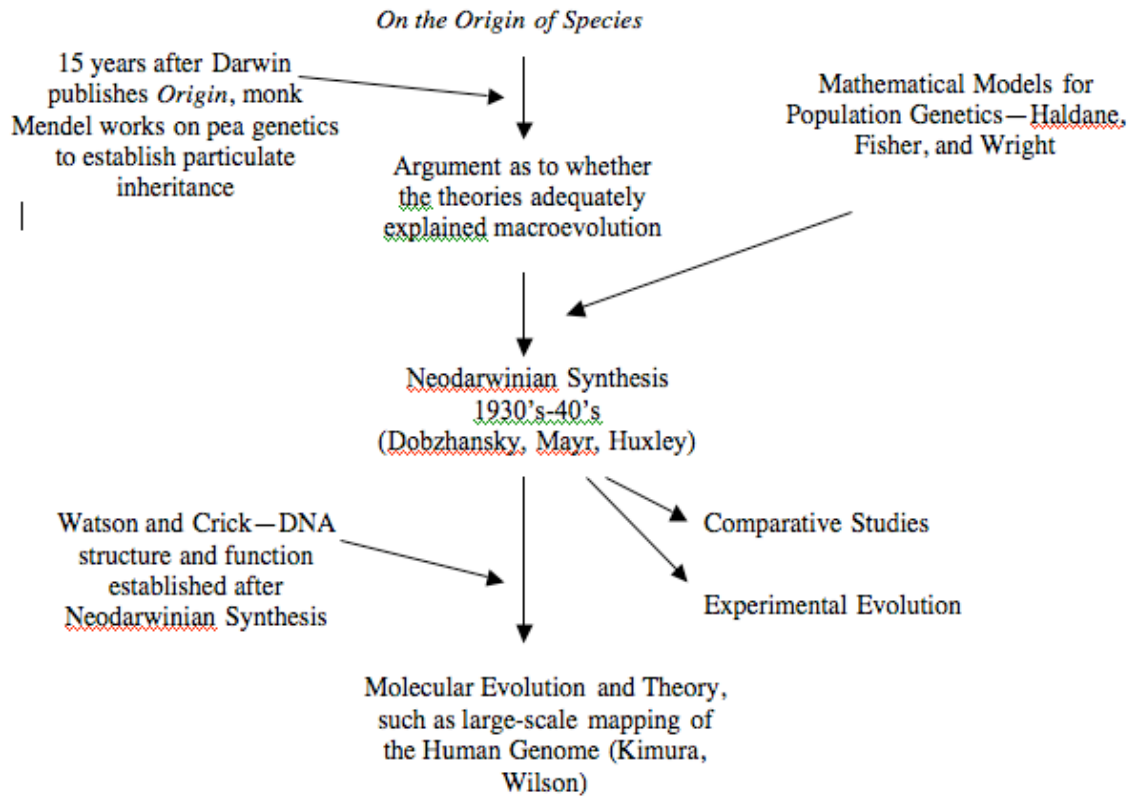 On the Origin of Species
15 years after Darwin
publishes Origin, monk
Mendel works on pea genetics
to establish particulate
inheritance
Mathematical Models for
Population Genetics—Haldane,
Fisher, and Wright
Argument as to whether
the theories adequately
explained macroevolution
Neodarwinian Synthesis
1930's-40's
(Dobzhansky, Mayr, Huxley)
Watson and Crick—DNA
structure and function
established after
Neodarwinian Synthesis
Comparative Studies
Experimental Evolution
Molecular Evolution and Theory,
such as large-scale mapping of
the Human Genome (Kimura,
Wilson)